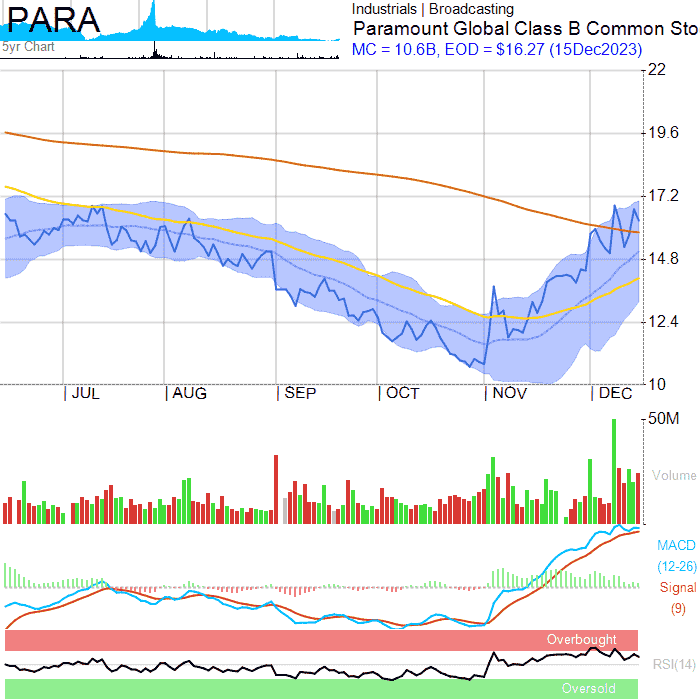 PARA
5yr Chart
Industrials | Broadcasting
Paramount Global Class B Common Sto
MC = 10.6B, EOD = $16.27 (15Dec2023)
22
19.6
17.2
14.8
12.4
10
JUL AUG SEP OCT NOV DEC
50M
Volume
MACD
(12-26)
Signal
(9)
Overbought
RSI(14)
Oversold